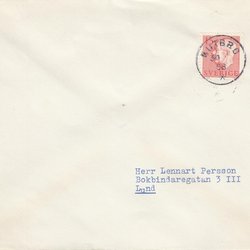 SVERIGE
Herr Lennart Persson
Bokbindaregatan 3 III
Lund